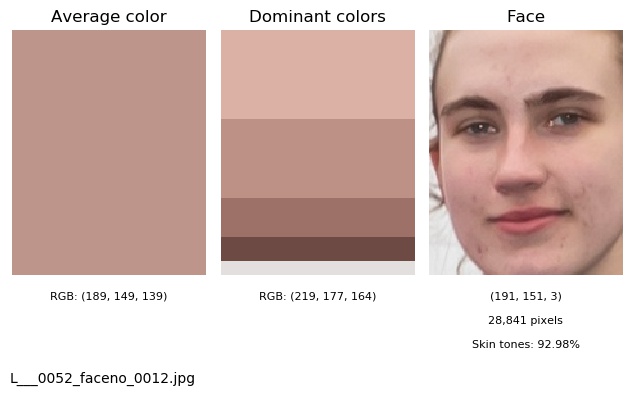 Average color
Dominant colors
Face
RGB: (189, 149, 139)
RGB: (219, 177, 164)
(191, 151, 3)
28,841 pixels
Skin tones: 92.98%
L___0052_faceno_0012.jpg